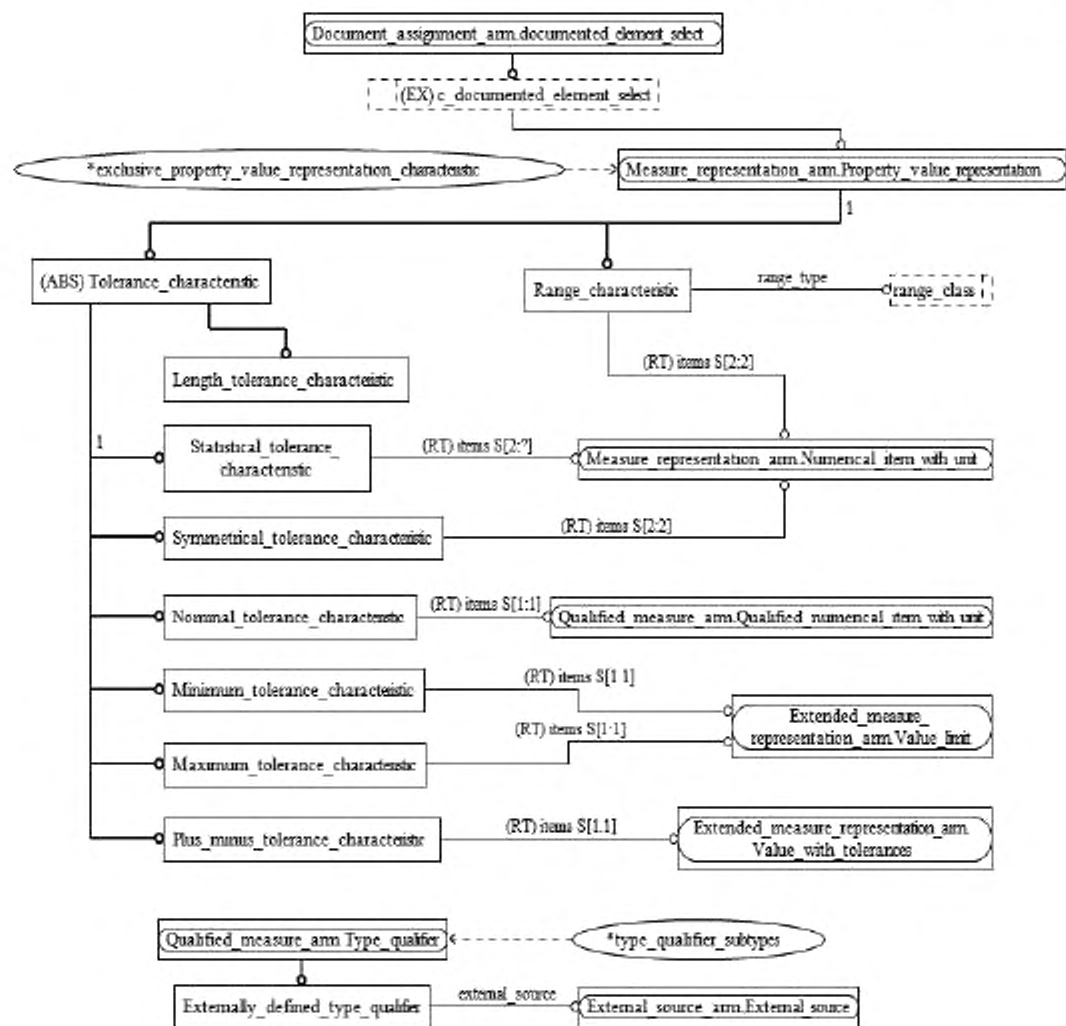 Document_assignment_arm.documented_element_select
(EX) c_documented_element_select
*exclusive_property_value_representation_characteristic
Measure_representation_arm.Property_value_representation
1
(ABS) Tolerance_characteristic
Range_characteristic
range_type
range_class
(RT) items S[2:2]
Length_tolerance_characteristic
1
Statistical_tolerance_
characteristic
(RT) items S[2:?]
Measure_representation_arm.Numerical_item_with_unit
Symmetrical_tolerance_characteristic
(RT) items S[2:2]
Nominal_tolerance_characteristic
(RT) items S[1:1]
Qualified_measure_arm.Qualified_numerical_item_with_unit
Minimum_tolerance_characteristic
(RT) items S[1:1]
Extended_measure_
representation_arm.Value_limit
(RT) items S[1:1]
Maximum_tolerance_characteristic
Plus_minus_tolerance_characteristic
(RT) items S[1:1]
Extended_measure_representation_arm.
Value_with_tolerances
Qualified_measure_arm.Type_qualifier
*type_qualifier_subtypes
Externally_defined_type_qualifier
external_source
External_source_arm.External_source